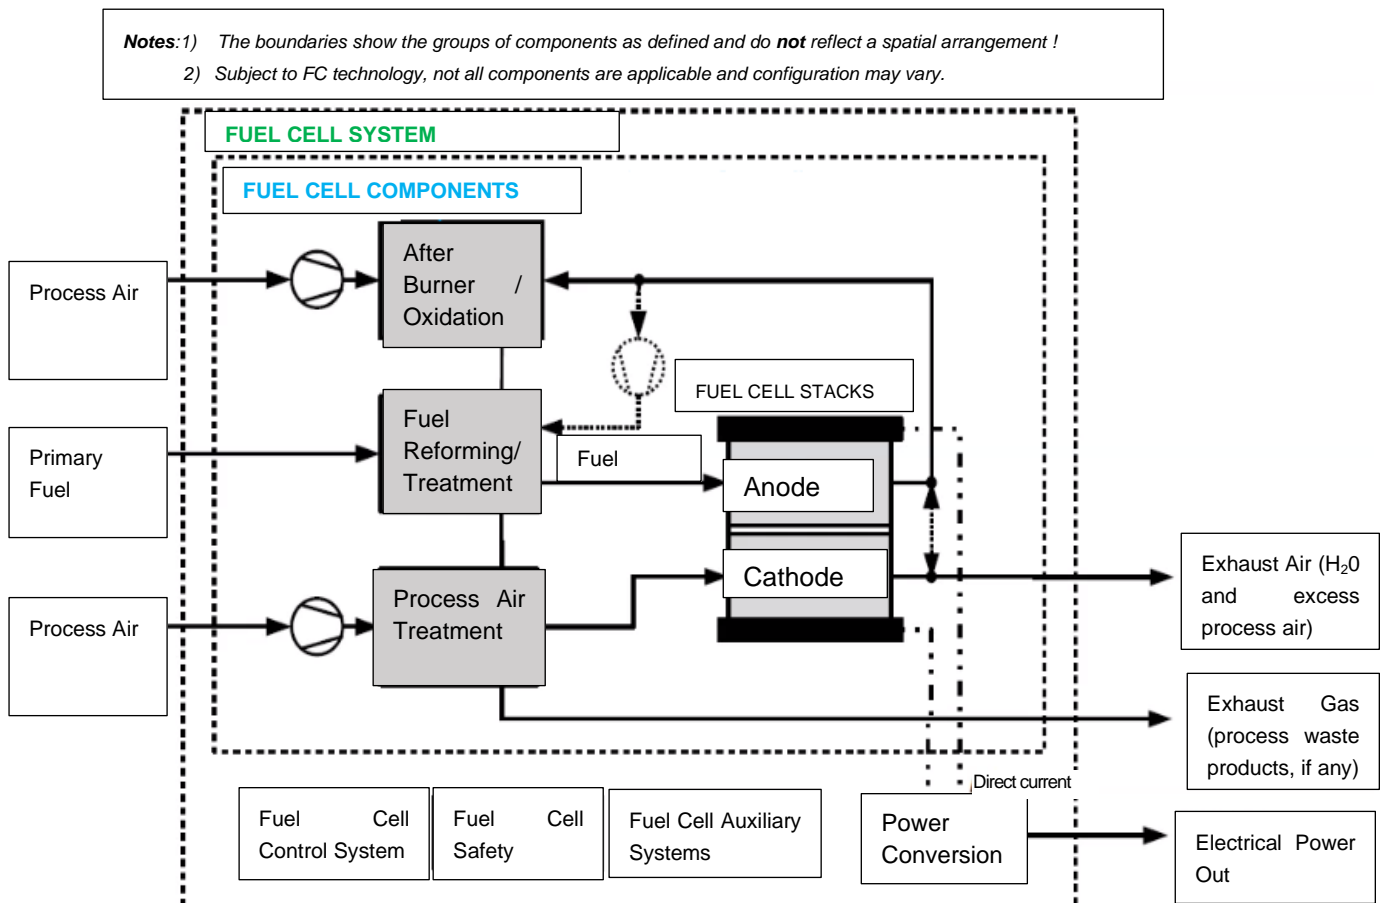 Notes:1) The boundaries show the groups of components as defined and do not reflect a spatial arrangement !
2) Subject to FC technology, not all components are applicable and configuration may vary.
FUEL CELL SYSTEM
FUEL CELL COMPONENTS
Process Air
After
Burner /
Oxidation
FUEL CELL STACKS
Primary
Fuel
Fuel
Reforming/
Treatment
Fuel
Anode
Cathode
Process Air
Process Air
Treatment
Exhaust Air (H₂0
and excess
process air)
Exhaust Gas
(process waste
products, if any)
Direct current
Fuel Cell
Control System
Fuel Cell
Safety
Fuel Cell Auxiliary
Systems
Power
Conversion
Electrical Power
Out